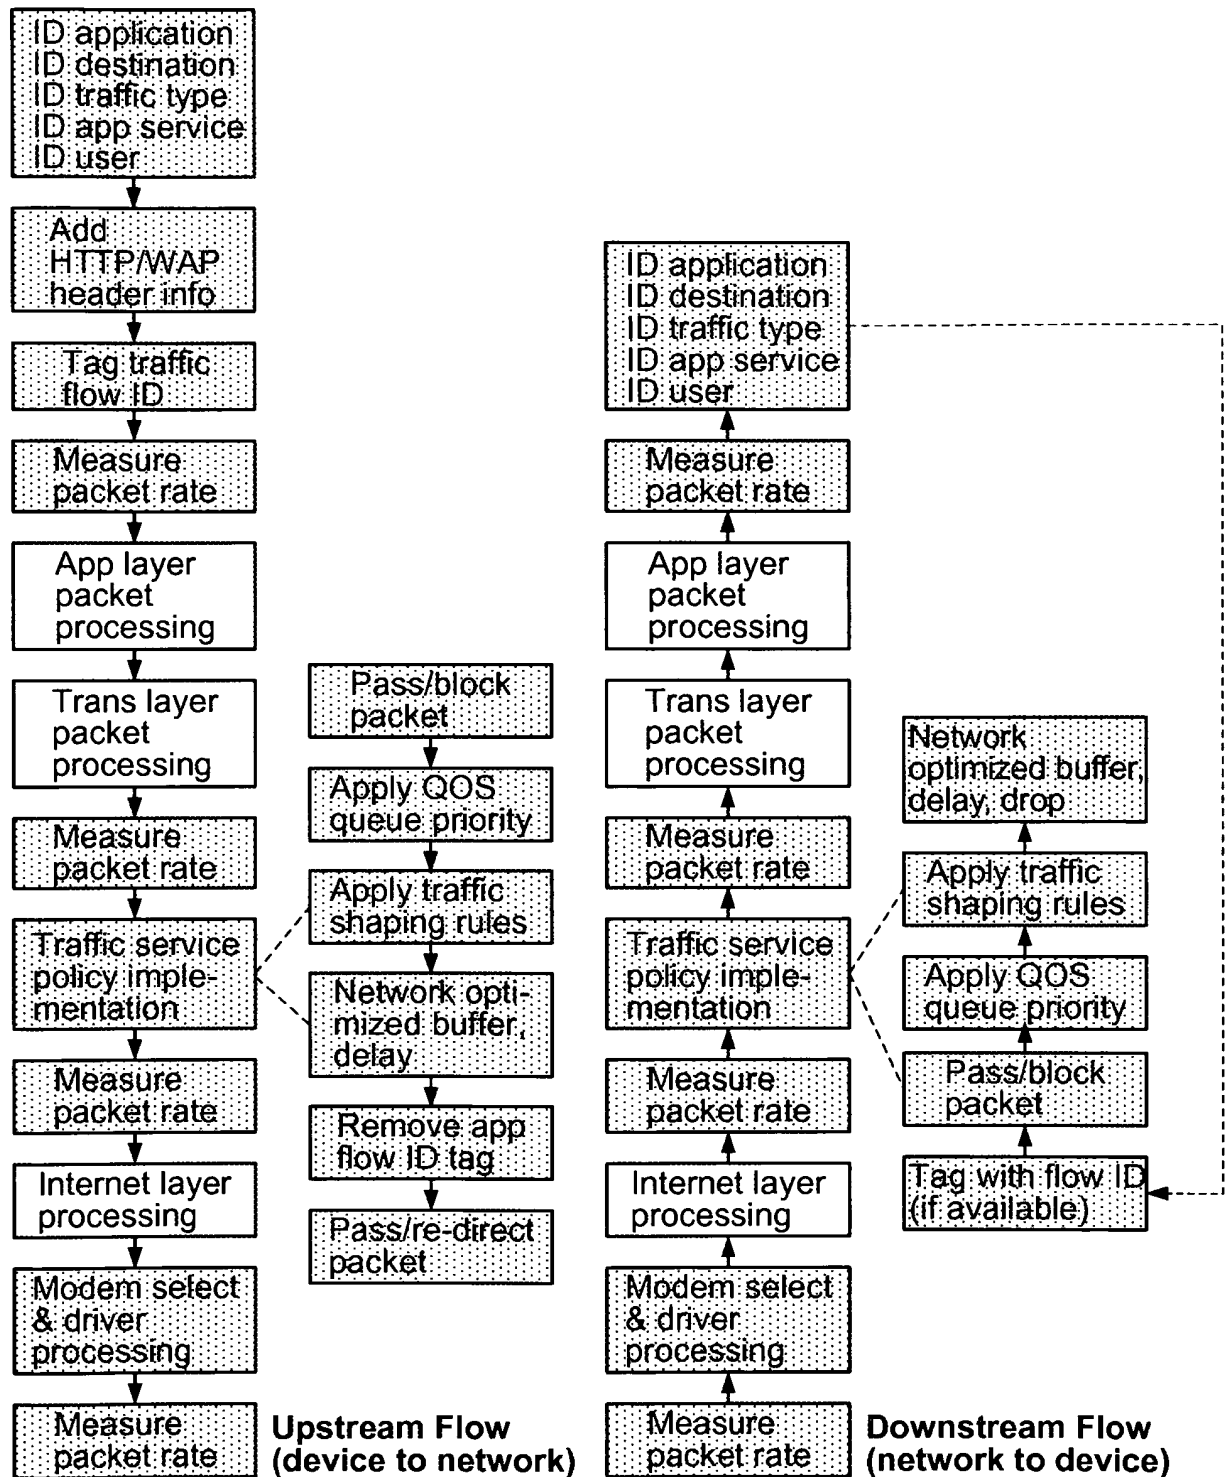 ID application
ID destination
ID traffic type
ID app service
ID user
Add
HTTP/WAP
header info
Tag traffic
flow ID
Measure
packet rate
App layer
packet
processing
Trans layer
packet
processing
Measure
packet rate
Traffic service
policy imple-
mentation
Measure
packet rate
Internet layer
processing
Modem select
& driver
processing
Measure
packet rate
Pass/block
packet
Apply QOS
queue priority
Apply traffic
shaping rules
Network opti-
mized buffer,
delay
Remove app
flow ID tag
Pass/re-direct
packet
Upstream Flow
(device to network)
ID application
ID destination
ID traffic type
ID app service
ID user
Measure
packet rate
App layer
packet
processing
Trans layer
packet
processing
Measure
packet rate
Traffic service
policy imple-
mentation
Measure
packet rate
Internet layer
processing
Modem select
& driver
processing
Measure
packet rate
Network
optimized buffer,
delay, drop
Apply traffic
shaping rules
Apply QOS
queue priority
Pass/block
packet
Tag with flow ID
(if available)
Downstream Flow
(network to device)